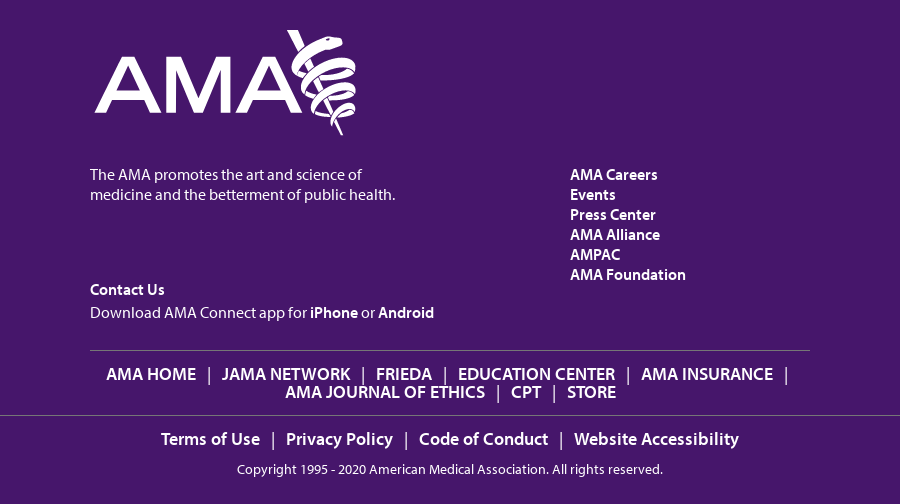 AMA
The AMA promotes the art and science of
medicine and the betterment of public health.
Contact Us
Download AMA Connect app for iPhone or Android
AMA Careers
Events
Press Center
AMA Alliance
AMPAC
AMA Foundation
AMA HOME | JAMA NETWORK | FRIEDA | EDUCATION CENTER | AMA INSURANCE |
AMA JOURNAL OF ETHICS | CPT | STORE
Terms of Use | Privacy Policy | Code of Conduct | Website Accessibility
Copyright 1995 - 2020 American Medical Association. All rights reserved.